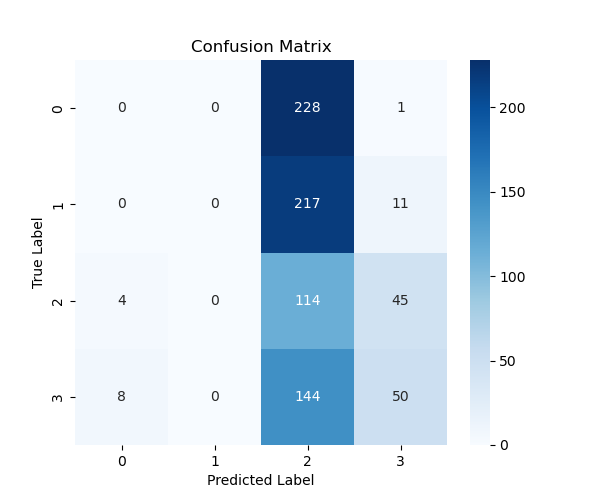 Confusion Matrix
True Label
0 0 0 228 1
1 0 0 217 11
2 4 0 114 45
3 8 0 144 50
0 1 2 3
Predicted Label
200
150
100
50
0